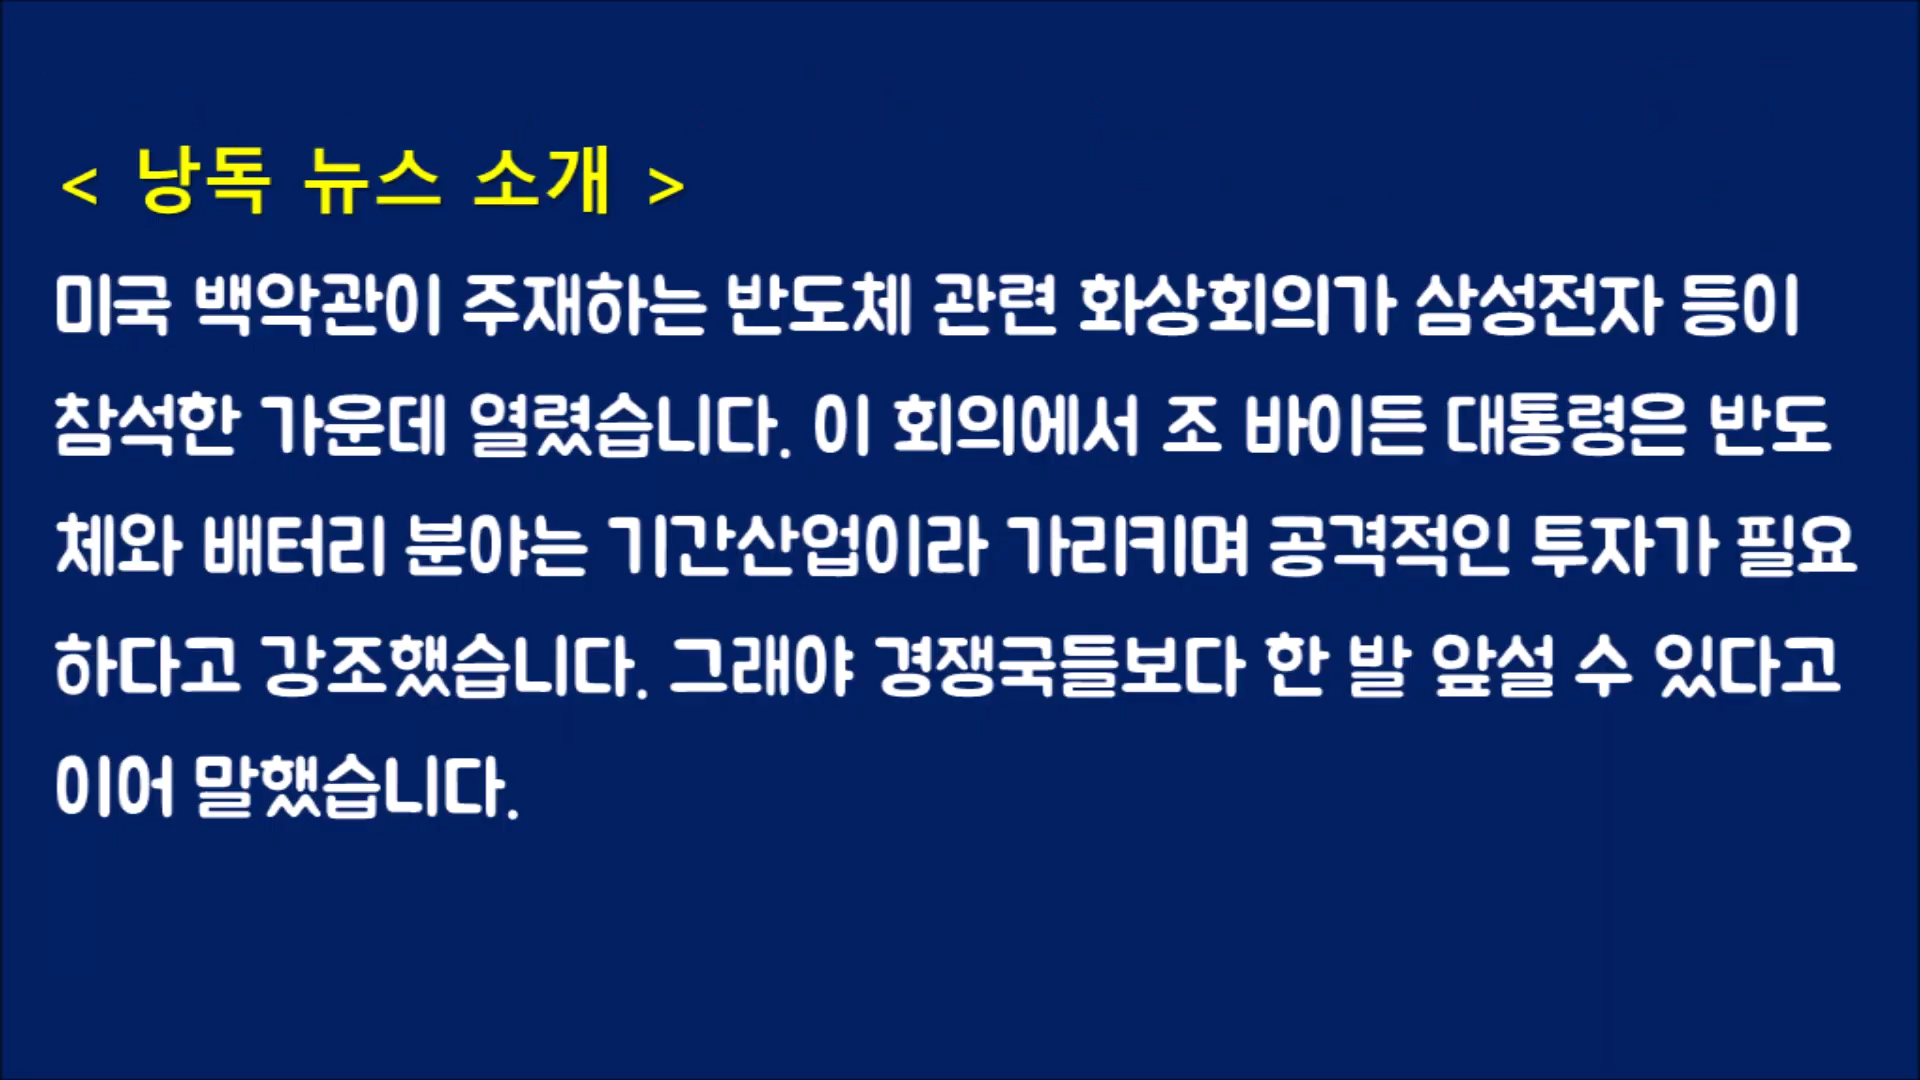 < 낭독 뉴스 소개 >
미국 백악관이 주재하는 반도체 관련 화상회의가 삼성전자 등이
참석한 가운데 열렸습니다. 이 회의에서 조 바이든 대통령은 반도
체와 배터리 분야는 기간산업이라 가리키며 공격적인 투자가 필요
하다고 강조했습니다. 그래야 경쟁국들보다 한 발 앞설 수 있다고
이어 말했습니다.